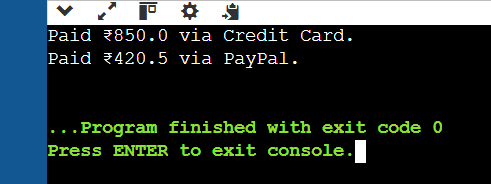 Paid ₹850.0 via Credit Card.
Paid ₹420.5 via PayPal.
...Program finished with exit code 0
Press ENTER to exit console.